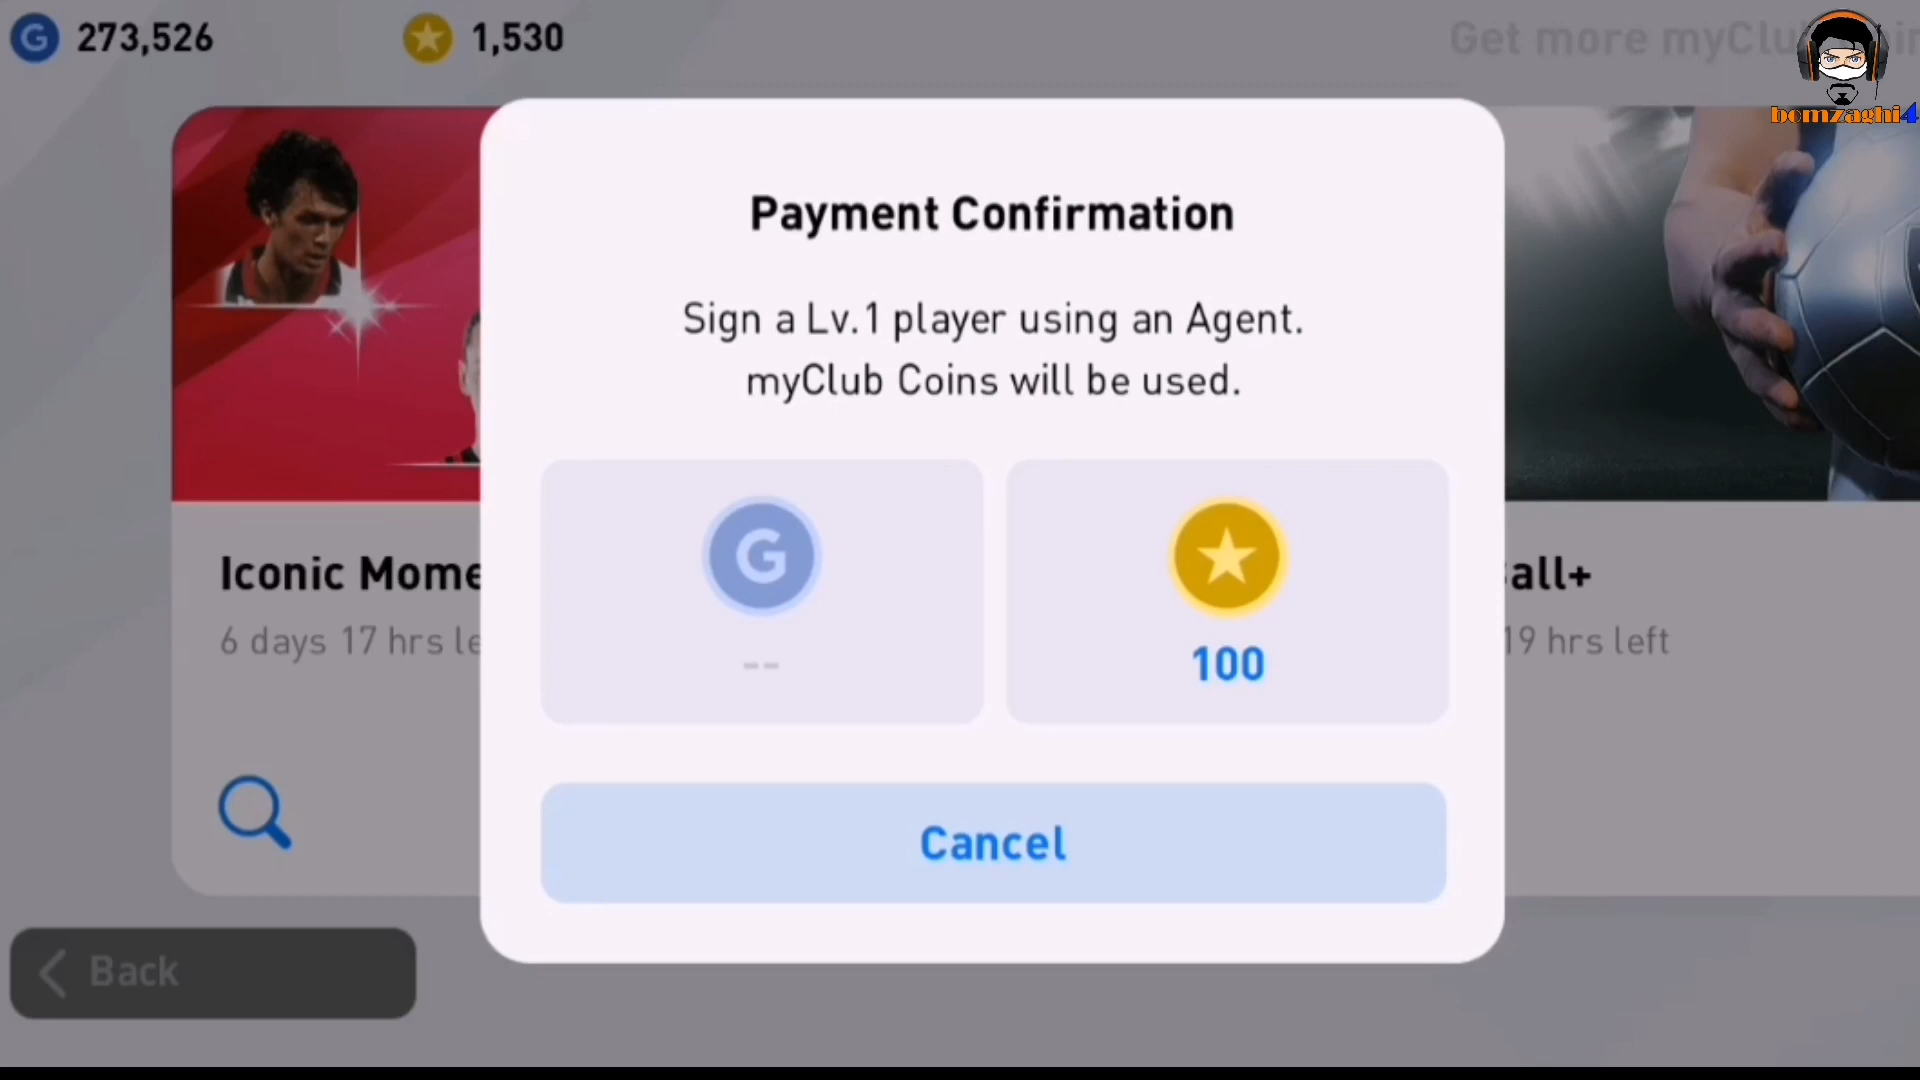 G 273,526
1,530
Get more myClu
bcmzaghi4
Payment Confirmation
Sign a Lv.1 player using an Agent.
myClub Coins will be used.
G
--
100
Iconic Mome
6 days 17 hrs le
all+
19 hrs left
Cancel
Back